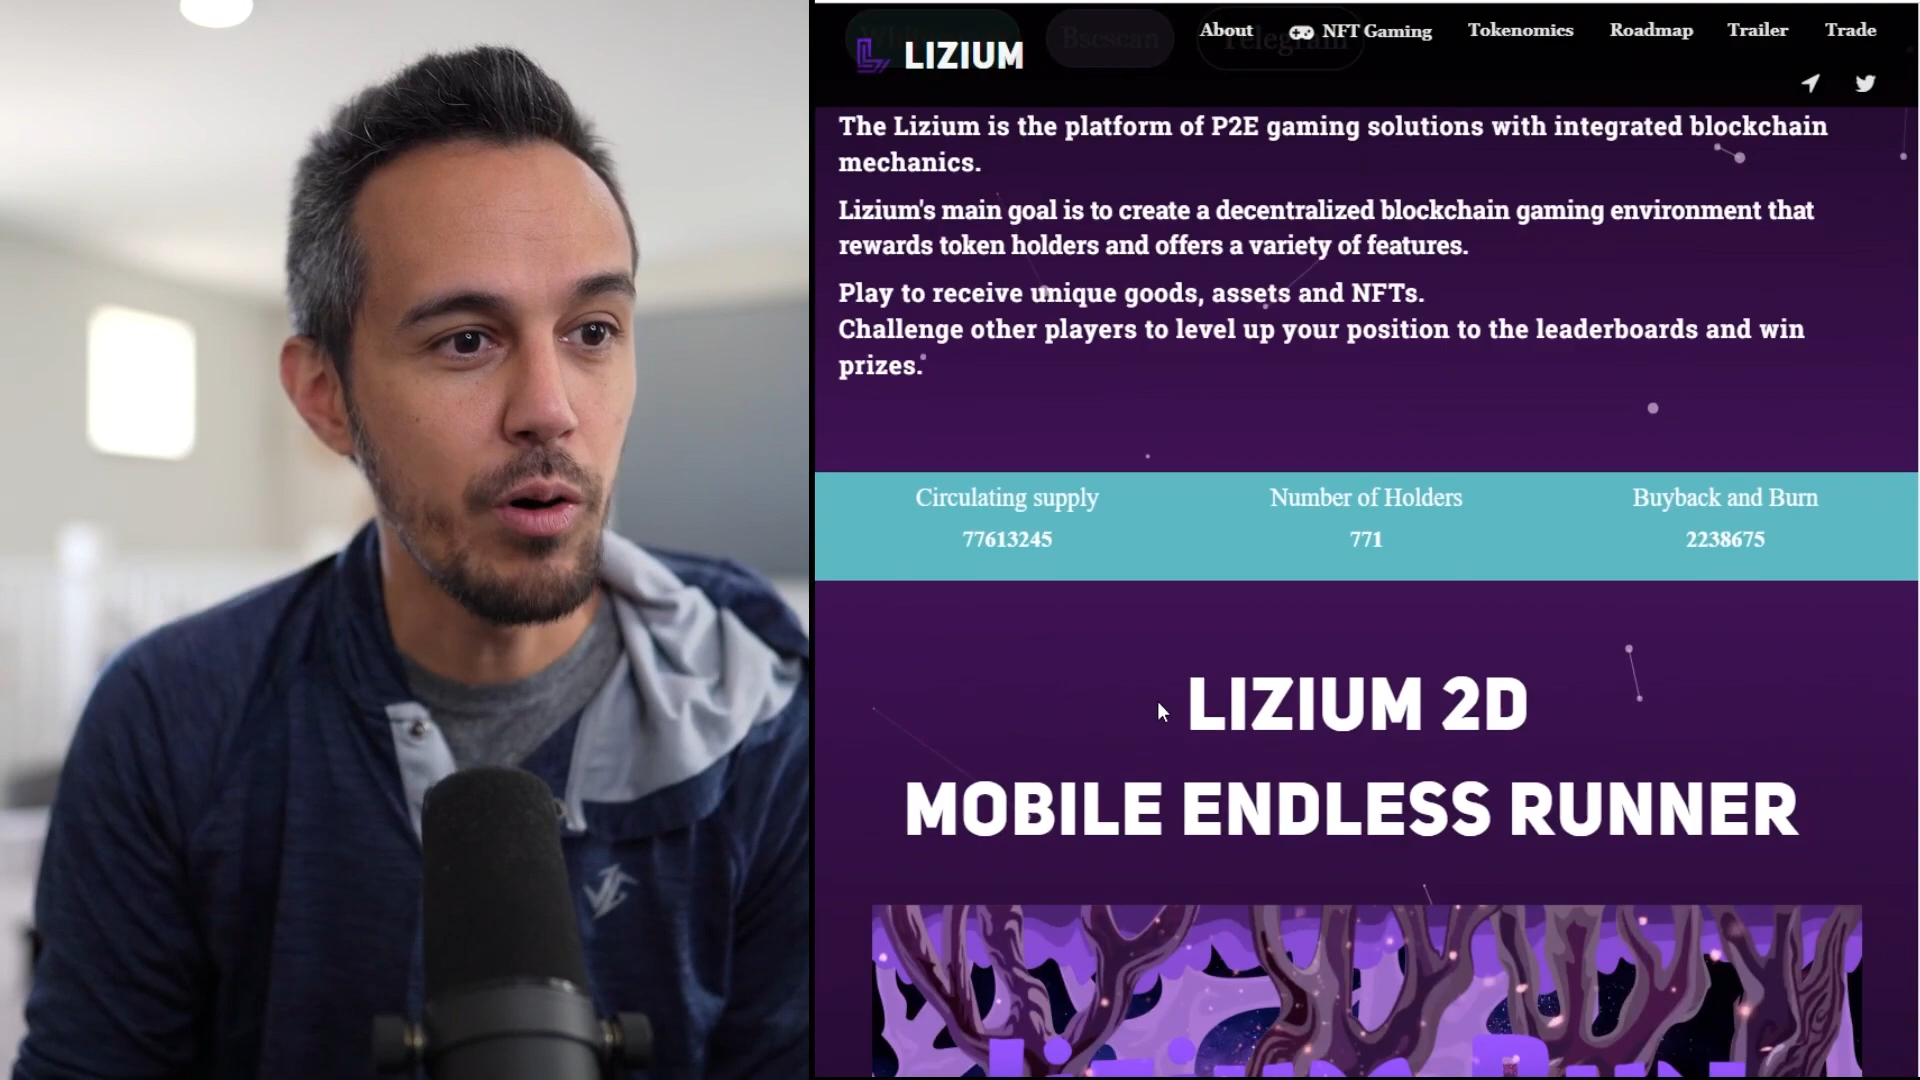 About
NFT Gaming
Tokenomics
Roadmap
Trailer
Trade
Bscscan
Telegram
LIZIUM
The Lizium is the platform of P2E gaming solutions with integrated blockchain
mechanics.
Lizium's main goal is to create a decentralized blockchain gaming environment that
rewards token holders and offers a variety of features.
Play to receive unique goods, assets and NFTs.
Challenge other players to level up your position to the leaderboards and win
prizes.
Circulating supply
77613245
Number of Holders
771
Buyback and Burn
2238675
LIZIUM 2D
MOBILE ENDLESS RUNNER